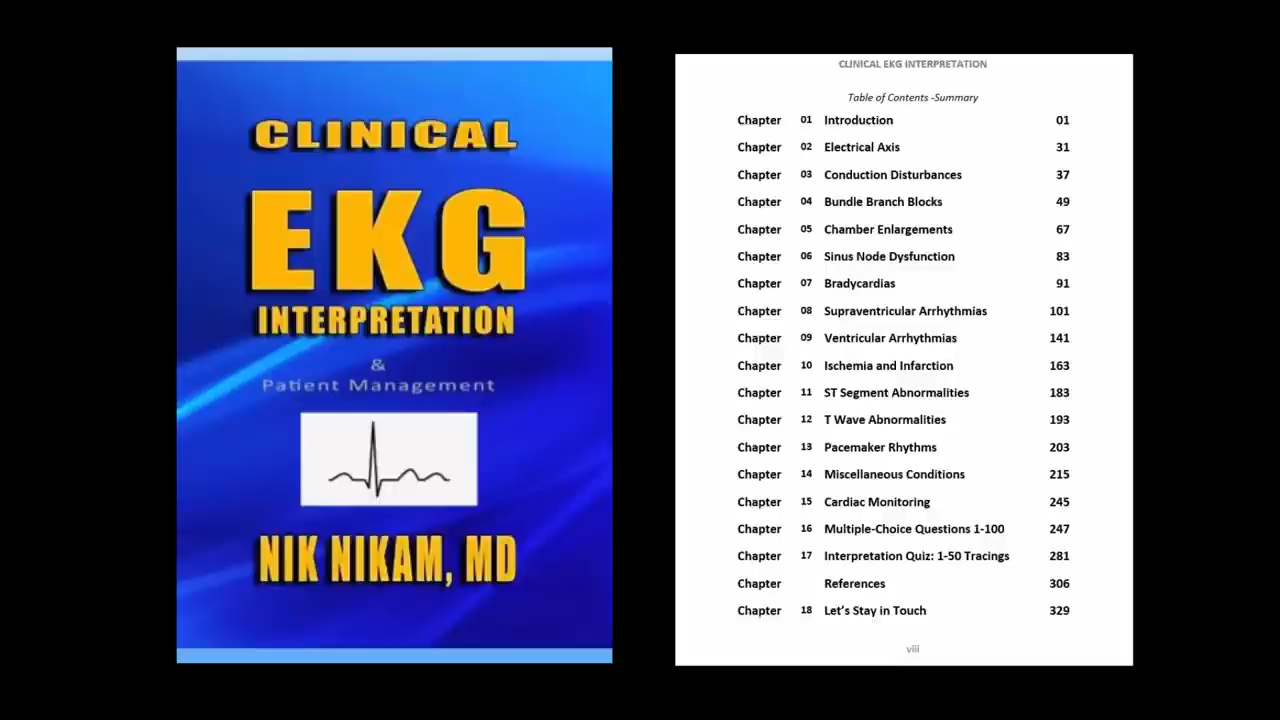 CLINICAL
EKG
INTERPRETATION
&
Patient Management
NIK NIKAM, MD
CLINICAL EKG INTERPRETATION
Table of Contents -Summary
Chapter 01 Introduction 01
Chapter 02 Electrical Axis 31
Chapter 03 Conduction Disturbances 37
Chapter 04 Bundle Branch Blocks 49
Chapter 05 Chamber Enlargements 67
Chapter 06 Sinus Node Dysfunction 83
Chapter 07 Bradycardias 91
Chapter 08 Supraventricular Arrhythmias 101
Chapter 09 Ventricular Arrhythmias 141
Chapter 10 Ischemia and Infarction 163
Chapter 11 ST Segment Abnormalities 183
Chapter 12 T Wave Abnormalities 193
Chapter 13 Pacemaker Rhythms 203
Chapter 14 Miscellaneous Conditions 215
Chapter 15 Cardiac Monitoring 245
Chapter 16 Multiple-Choice Questions 1-100 247
Chapter 17 Interpretation Quiz: 1-50 Tracings 281
Chapter References 306
Chapter 18 Let's Stay in Touch 329
viii